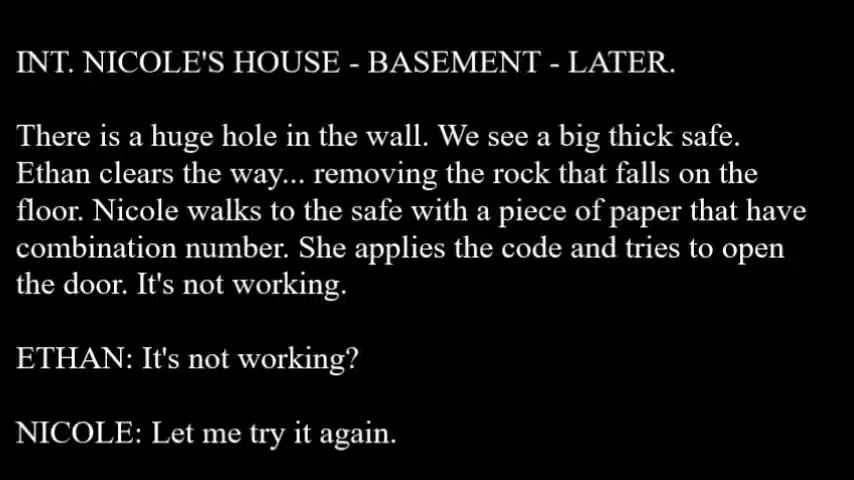 INT. NICOLE'S HOUSE - BASEMENT - LATER.
There is a huge hole in the wall. We see a big thick safe.
Ethan clears the way... removing the rock that falls on the
floor. Nicole walks to the safe with a piece of paper that have
combination number. She applies the code and tries to open
the door. It's not working.
ETHAN: It's not working?
NICOLE: Let me try it again.